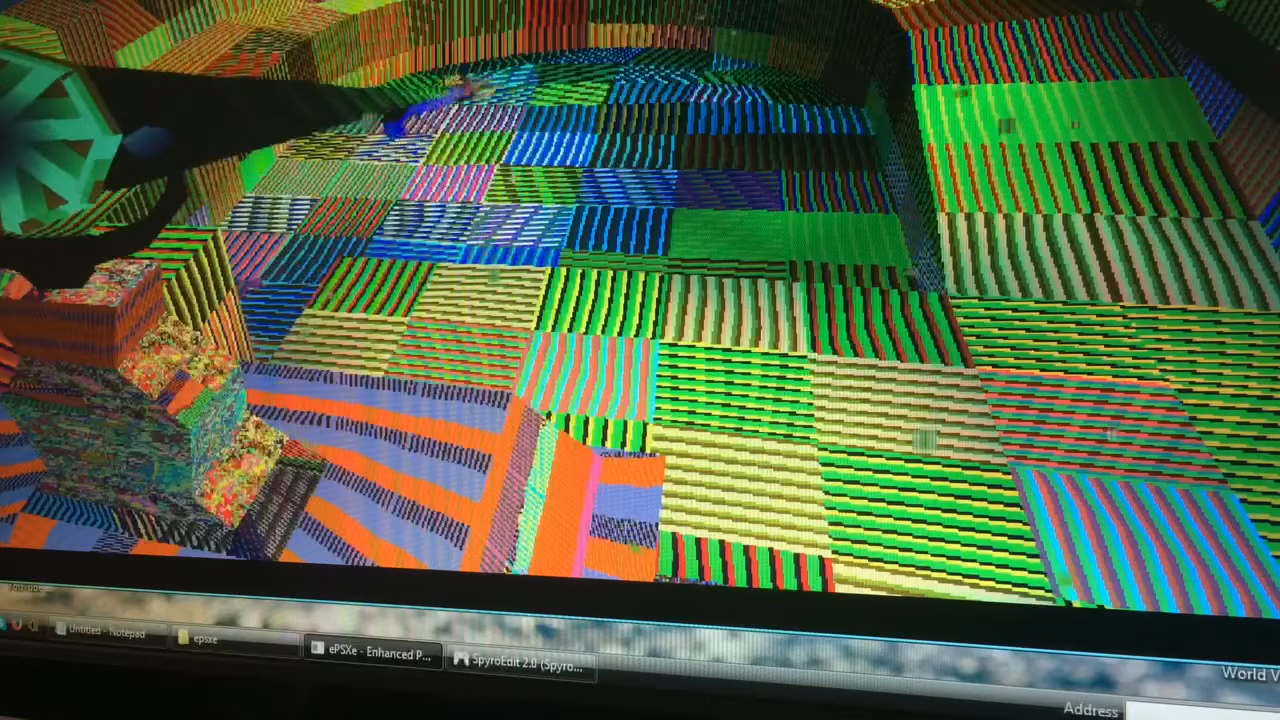 Untitled - Notepad
epsxe
ePSXe - Enhanced P...
SpyroEdit 2.0 (Spyro...
World V
Address